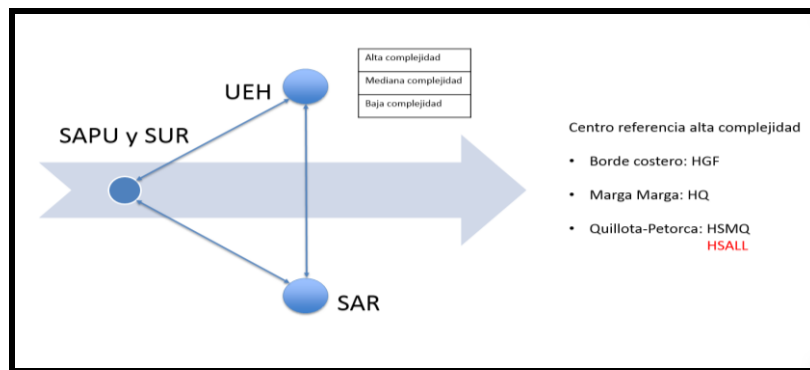 Alta complejidad
Mediana complejidad
Baja complejidad
UEH
SAPU y SUR
SAR
Centro referencia alta complejidad
• Borde costero: HGF
• Marga Marga: HQ
• Quillota-Petorca: HSMQ
HSALL